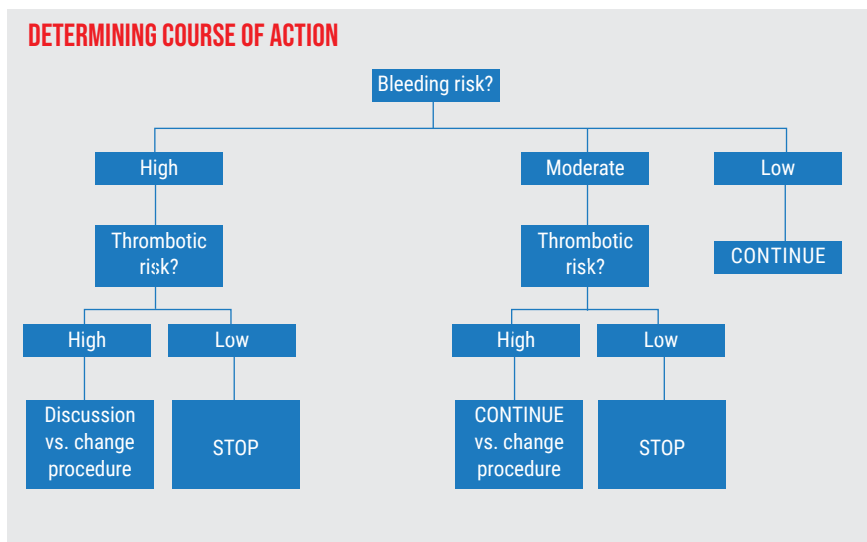 DETERMINING COURSE OF ACTION
Bleeding risk?
High
Moderate
Low
Thrombotic
risk?
Thrombotic
risk?
CONTINUE
High
Low
High
Low
Discussion
vs. change
procedure
STOP
CONTINUE
vs. change
procedure
STOP